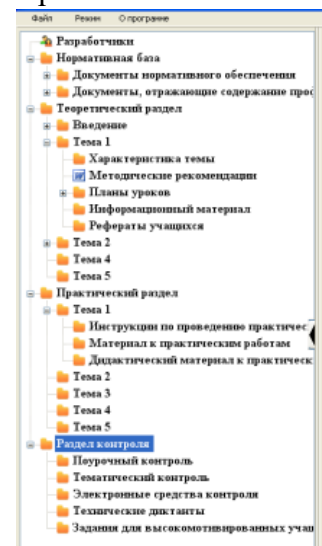 Файл Режим О программе
Разработчики
Нормативная база
Документы нормативного обеспечения
Документы, отражающие содержание прос
Теоретический раздел
Введение
Тема 1
Характеристика темы
Методические рекомендации
Планы уроков
Информационный материал
Рефераты учащихся
Тема 2
Тема 4
Тема 5
Практический раздел
Тема 1
Инструкции по проведению практичес
Материал к практическим работам
Дидактический материал к практическ
Тема 2
Тема 3
Тема 4
Тема 5
Раздел контроля
Поурочный контроль
Тематический контроль
Электронные средства контроля
Технические диктанты
Задания для высокомотивированных учащ